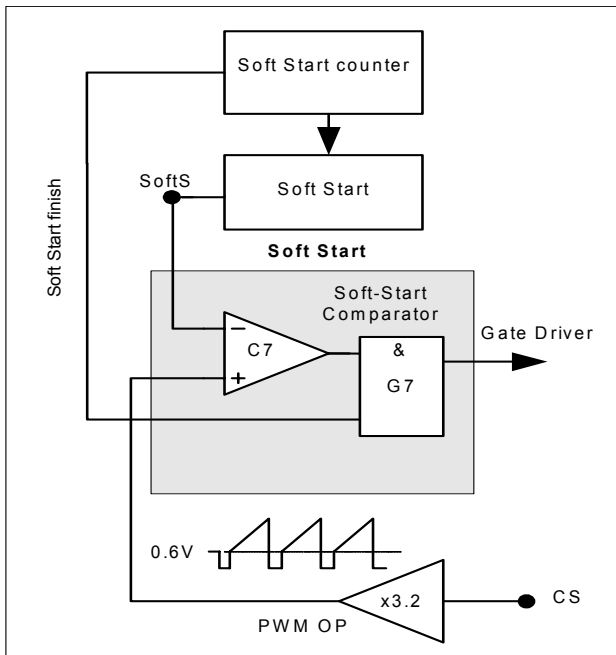 Soft Start counter
SoftS
Soft Start
Soft Start finish
Soft Start
Soft-Start
Comparator
Gate Driver
−
C7
+
&
G7
0.6V
x3.2
CS
PWM OP